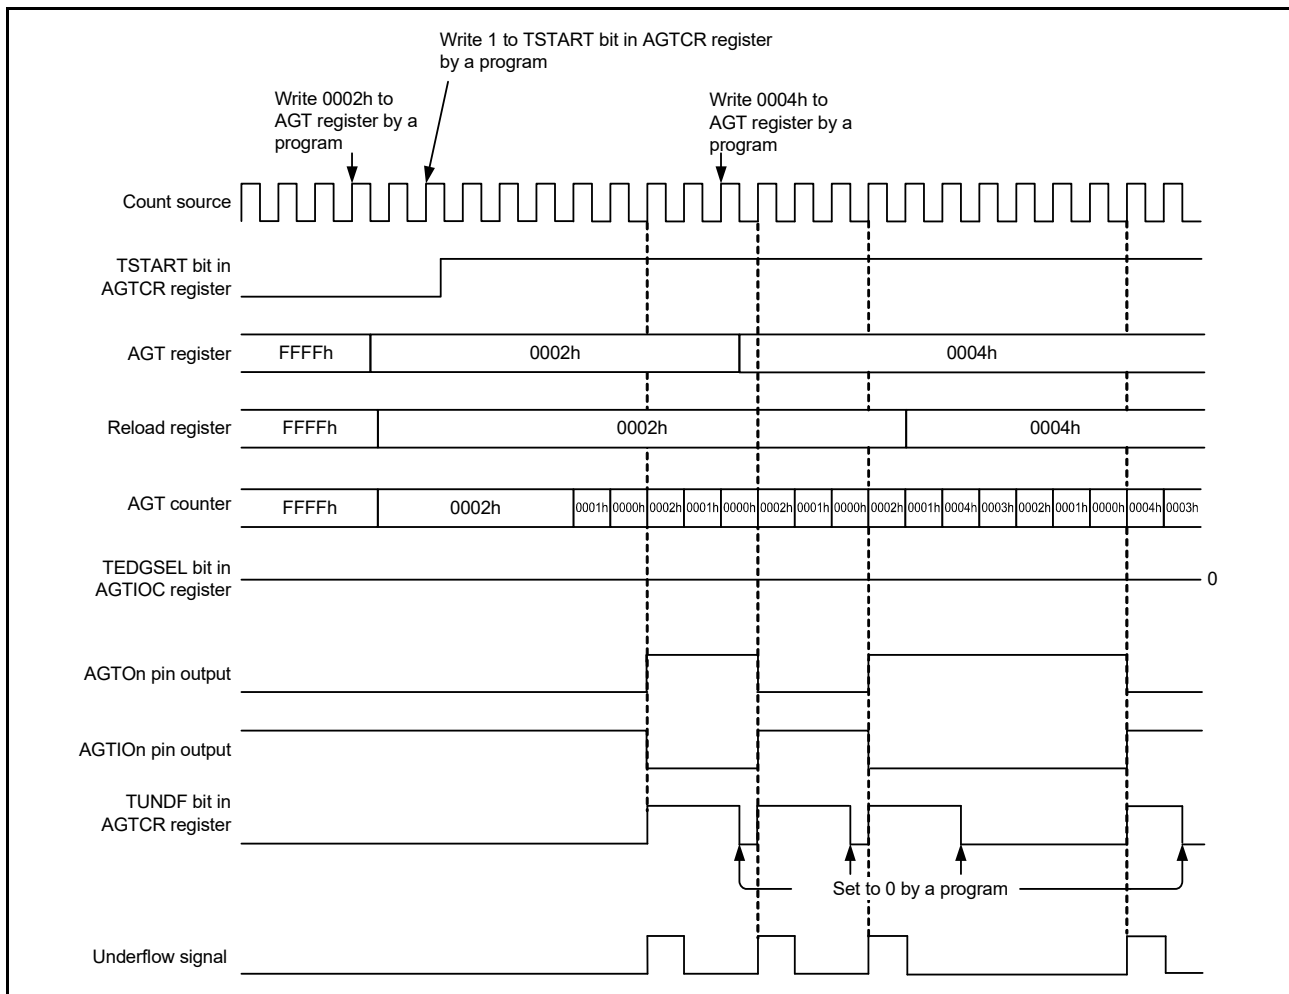 Write 1 to TSTART bit in AGTCR register
by a program
Write 0002h to
AGT register by a
program
Write 0004h to
AGT register by a
program
Count source
TSTART bit in
AGTCR register
AGT register
FFFFh
0002h
0004h
Reload register
FFFFh
0002h
0004h
AGT counter
FFFFh
0002h
0001h 0000h 0002h 0001h 0000h 0002h 0001h 0000h 0002h 0001h 0004h 0003h 0002h 0001h 0000h 0004h 0003h
TEDGSEL bit in
AGTIOC register
0
AGTOn pin output
AGTIOn pin output
TUNDF bit in
AGTCR register
Set to 0 by a program
Underflow signal